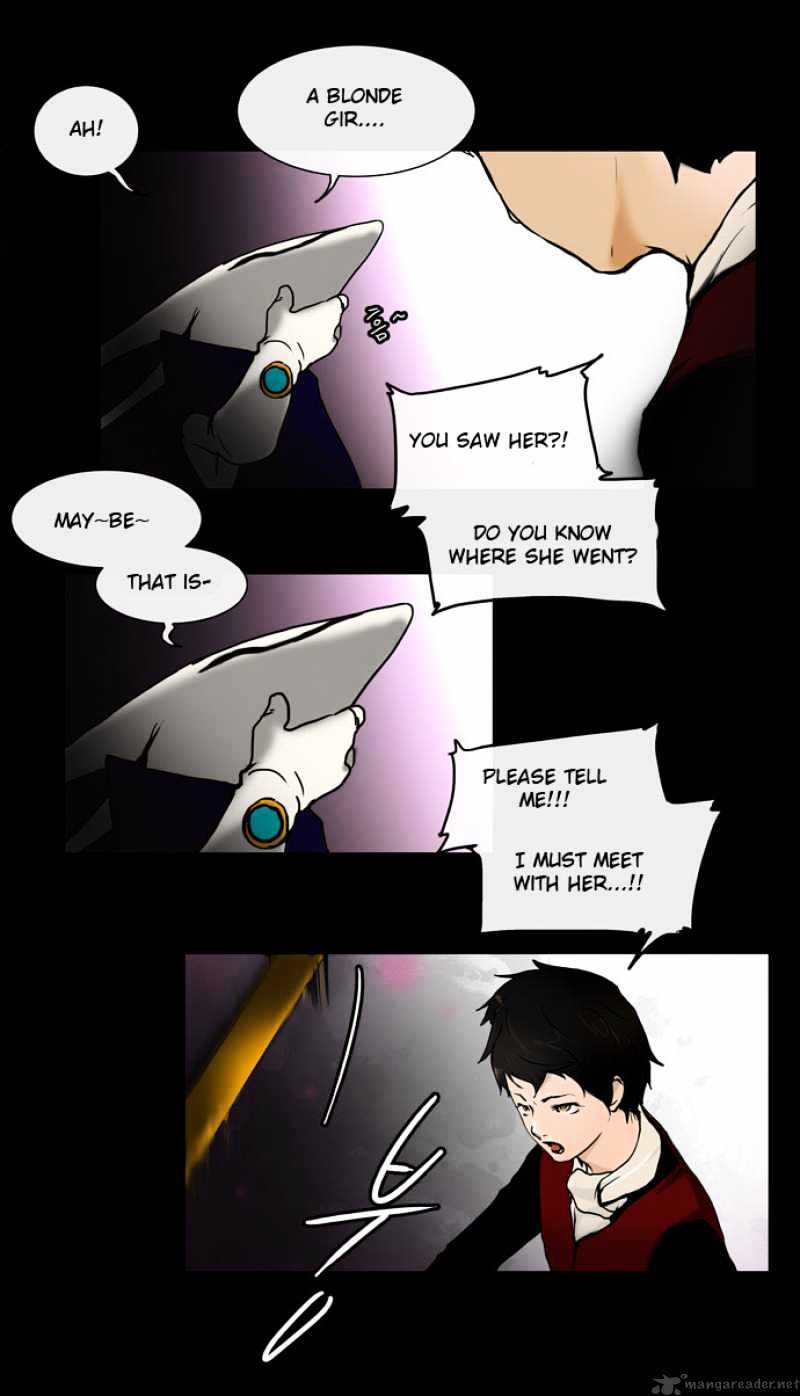 AH!
A BLONDE
GIR....
흠~
YOU SAW HER?!
DO YOU KNOW
WHERE SHE WENT?
MAY~BE~
THAT IS-
PLEASE TELL
ME!!!
I MUST MEET
WITH HER...!!
mangareader.net